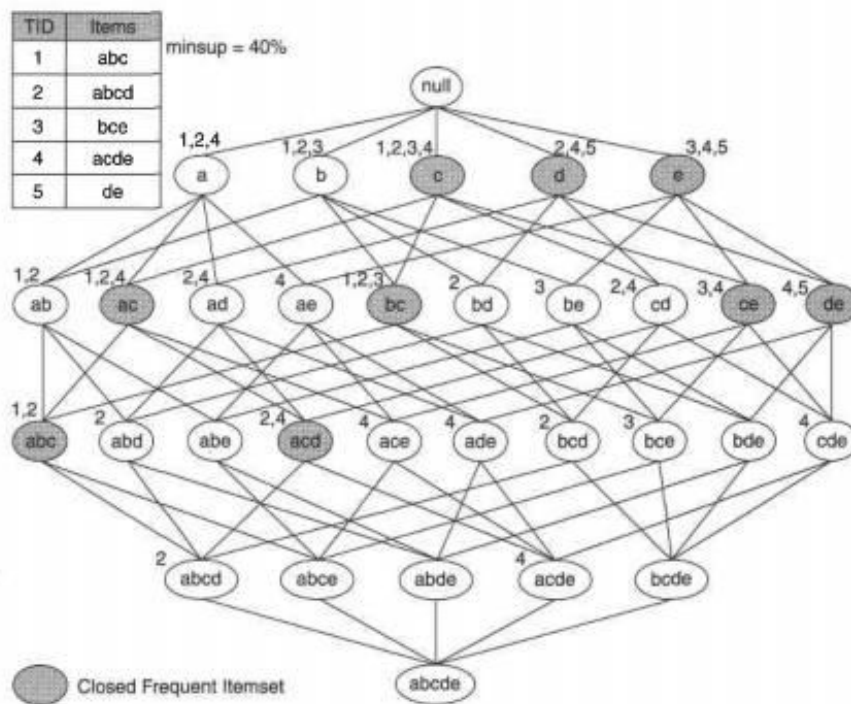 TID Items
1 abc
2 abcd
3 bce
4 acde
5 de
minsup = 40%
null
1,2,4 1,2,3 1,2,3,4 2,4,5 3,4,5
a b c d e
1,2 1,2,4 2,4 4 1,2,3 2 3 2,4 3,4 4,5
ab ac ad ae bc bd be cd ce de
1,2 2 2,4 4 4 2 3 4
abc abd abe acd ace ade bcd bce bde cde
2 4
abcd abce abde acde bcde
abcde
Closed Frequent Itemset